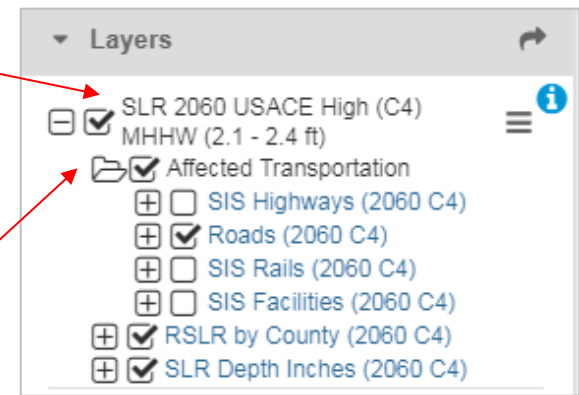 Layers
SLR 2060 USACE High (C4)
MHHW (2.1 - 2.4 ft)
Affected Transportation
SIS Highways (2060 C4)
Roads (2060 C4)
SIS Rails (2060 C4)
SIS Facilities (2060 C4)
RSLR by County (2060 C4)
SLR Depth Inches (2060 C4)